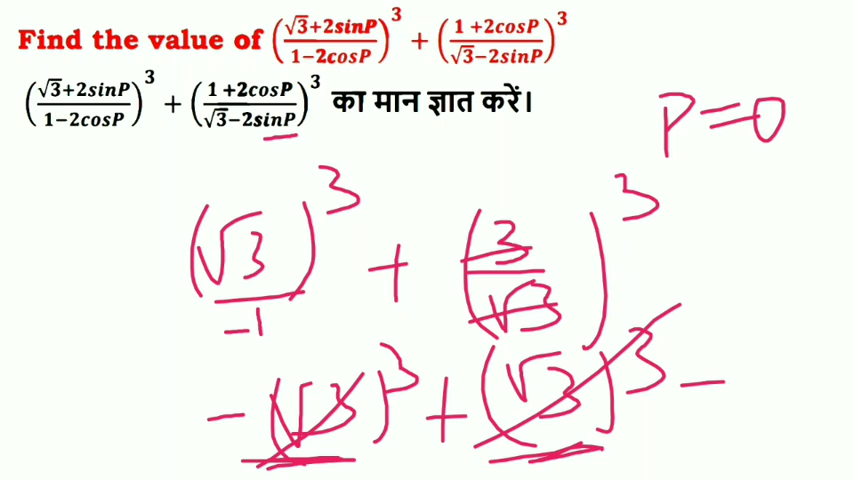 Find the value of ((√3+2sinP)/(1−2cosP))³ + ((1+2cosP)/(√3−2sinP))³
((√3+2sinP)/(1−2cosP))³ + ((1+2cosP)/(√3−2sinP))³ का मान ज्ञात करें।
P=0
(√3/−1)³ + (3/√3)³
−(√3)³ + (√3)³ −